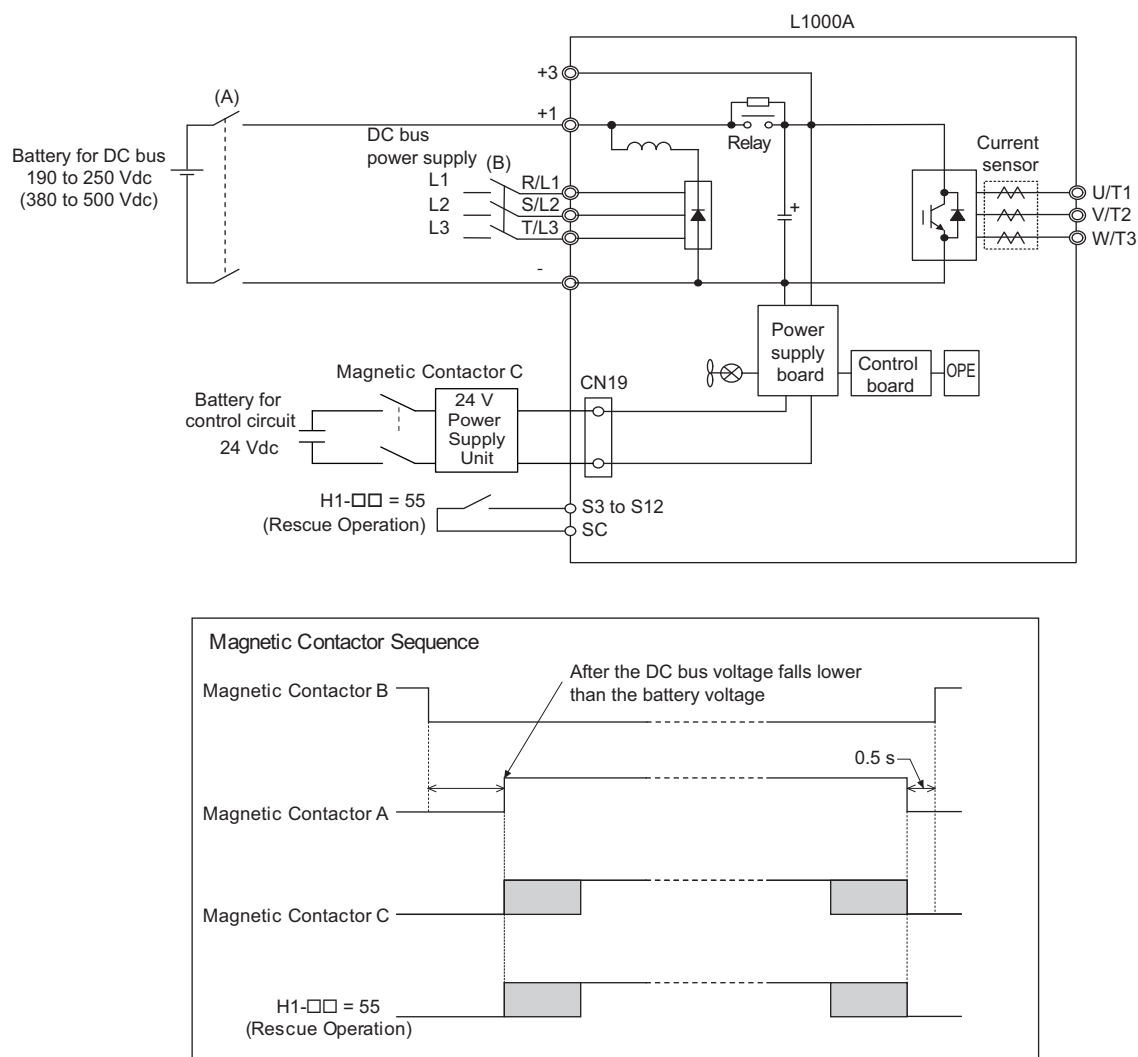 L1000A
+3
(A)
+1
DC bus
power supply
(B)
Relay
Current
sensor
Battery for DC bus
190 to 250 Vdc
(380 to 500 Vdc)
L1
R/L1
L2
S/L2
L3
T/L3
+
U/T1
V/T2
W/T3
-
Power
supply
board
Control
board
OPE
Magnetic Contactor C
CN19
Battery for
control circuit
24 Vdc
24 V
Power
Supply
Unit
H1-□□ = 55
(Rescue Operation)
S3 to S12
SC
Magnetic Contactor Sequence
After the DC bus voltage falls lower
than the battery voltage
Magnetic Contactor B
0.5 s
Magnetic Contactor A
Magnetic Contactor C
H1-□□ = 55
(Rescue Operation)